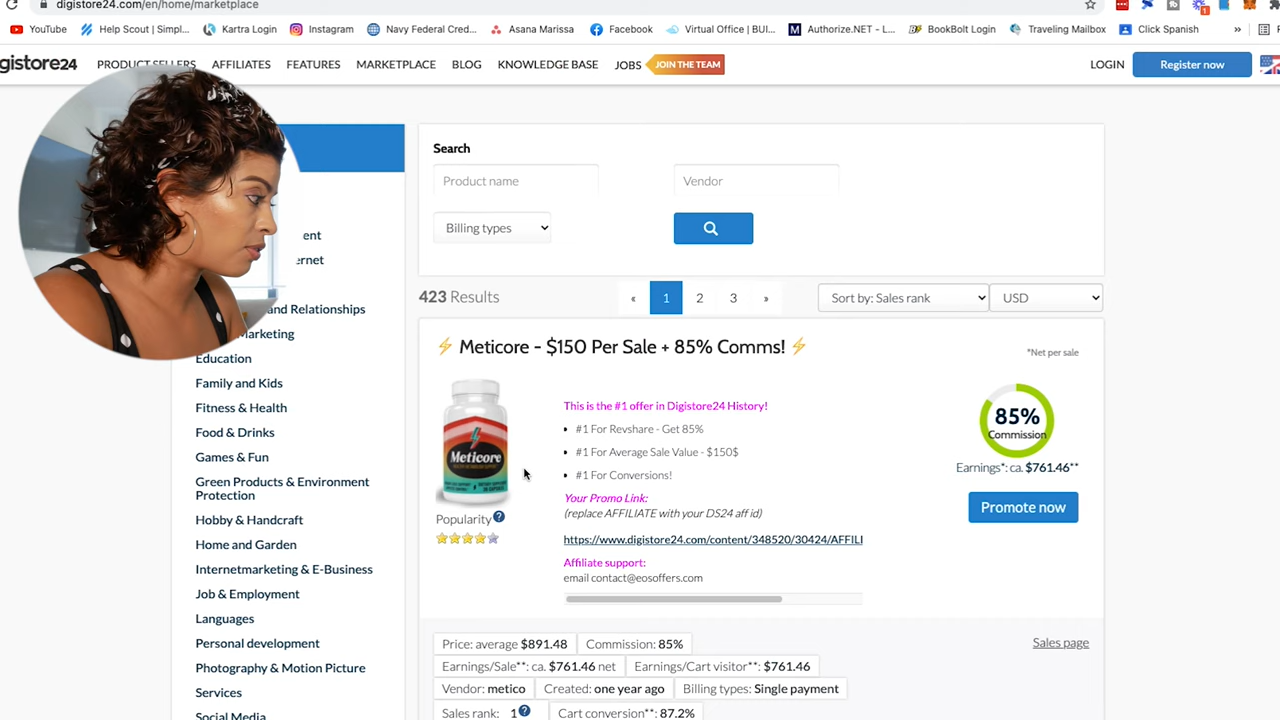 digistore24.com/en/home/marketplace
YouTube
Help Scout | Simpl...
Kartra Login
Instagram
Navy Federal Cred...
Asana Marissa
Facebook
Virtual Office | BUI...
Authorize.NET - L...
BookBolt Login
Traveling Mailbox
Click Spanish
»
gistore24 PRODUCT SELLERS AFFILIATES FEATURES MARKETPLACE BLOG KNOWLEDGE BASE JOBS JOIN THE TEAM LOGIN Register now
ent
ernet
and Relationships
Marketing
Education
Family and Kids
Fitness & Health
Food & Drinks
Games & Fun
Green Products & Environment
Protection
Hobby & Handcraft
Home and Garden
Internetmarketing & E-Business
Job & Employment
Languages
Personal development
Photography & Motion Picture
Services
Social Media
Search
Product name Vendor
Billing types
423 Results « 1 2 3 » Sort by: Sales rank USD
⚡ Meticore - $150 Per Sale + 85% Comms! ⚡
*Net per sale
Meticore
Popularity ?
This is the #1 offer in Digistore24 History!
• #1 For Revshare - Get 85%
• #1 For Average Sale Value - $150$
• #1 For Conversions!
Your Promo Link:
(replace AFFILIATE with your DS24 aff id)
https://www.digistore24.com/content/348520/30424/AFFILI
Affiliate support:
email contact@eosoffers.com
85%
Commission
Earnings*: ca. $761.46**
Promote now
Price: average $891.48 Commission: 85%
Sales page
Earnings/Sale**: ca. $761.46 net Earnings/Cart visitor**: $761.46
Vendor: metico Created: one year ago Billing types: Single payment
Sales rank: 1 ? Cart conversion**: 87.2%